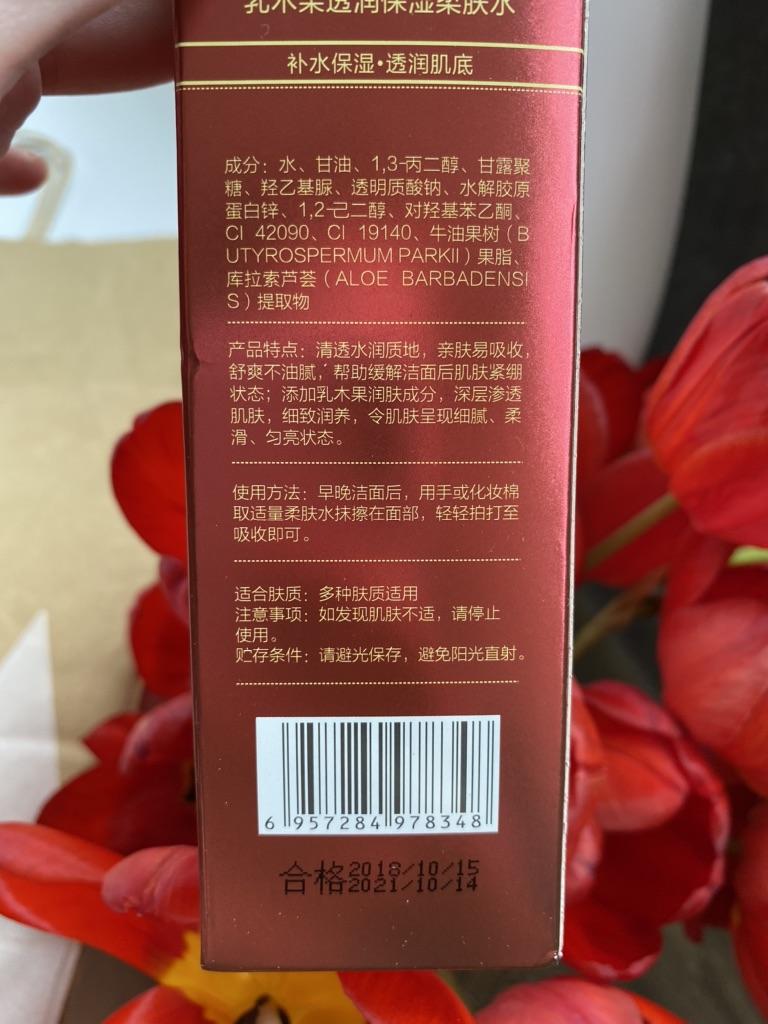 乳木果透润保湿柔肤水
补水保湿·透润肌底
成分：水、甘油、1,3-丙二醇、甘露聚
糖、羟乙基脲、透明质酸钠、水解胶原
蛋白锌、1,2-己二醇、对羟基苯乙酮、
CI 42090、CI 19140、牛油果树（B
UTYROSPERMUM PARKII）果脂、
库拉索芦荟（ALOE BARBADENSI
S）提取物
产品特点：清透水润质地，亲肤易吸收，
舒爽不油腻，帮助缓解洁面后肌肤紧绷
状态；添加乳木果润肤成分，深层渗透
肌肤，细致润养，令肌肤呈现细腻、柔
滑、匀亮状态。
使用方法：早晚洁面后，用手或化妆棉
取适量柔肤水抹擦在面部，轻轻拍打至
吸收即可。
适合肤质：多种肤质适用
注意事项：如发现肌肤不适，请停止
使用。
贮存条件：请避光保存，避免阳光直射。
6 957284 978348
合格2018/10/15
2021/10/14